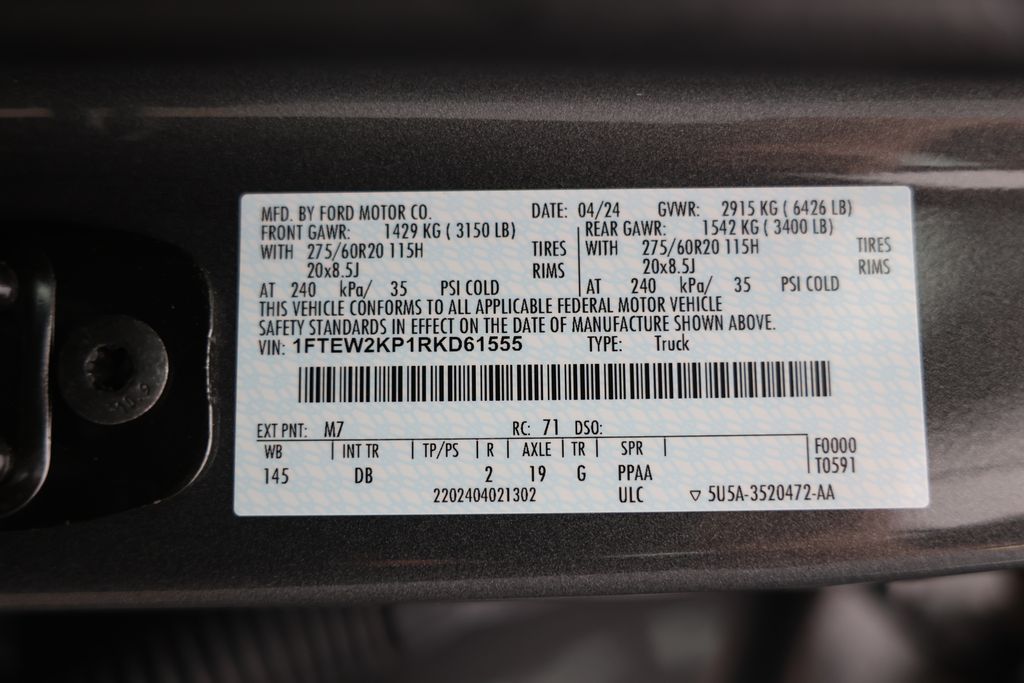 MFD. BY FORD MOTOR CO. DATE: 04/24 GVWR: 2915 KG ( 6426 LB)
FRONT GAWR: 1429 KG ( 3150 LB) REAR GAWR: 1542 KG ( 3400 LB)
WITH 275/60R20 115H TIRES WITH 275/60R20 115H TIRES
20x8.5J RIMS 20x8.5J RIMS
AT 240 kPa/ 35 PSI COLD AT 240 kPa/ 35 PSI COLD
THIS VEHICLE CONFORMS TO ALL APPLICABLE FEDERAL MOTOR VEHICLE
SAFETY STANDARDS IN EFFECT ON THE DATE OF MANUFACTURE SHOWN ABOVE.
VIN: 1FTEW2KP1RKD61555 TYPE: Truck
EXT PNT: M7 RC: 71 DSO:
WB INT TR TP/PS R AXLE TR SPR F0000
145 DB 2 19 G PPAA T0591
2202404021302 ULC ▽ 5U5A-3520472-AA
10.9